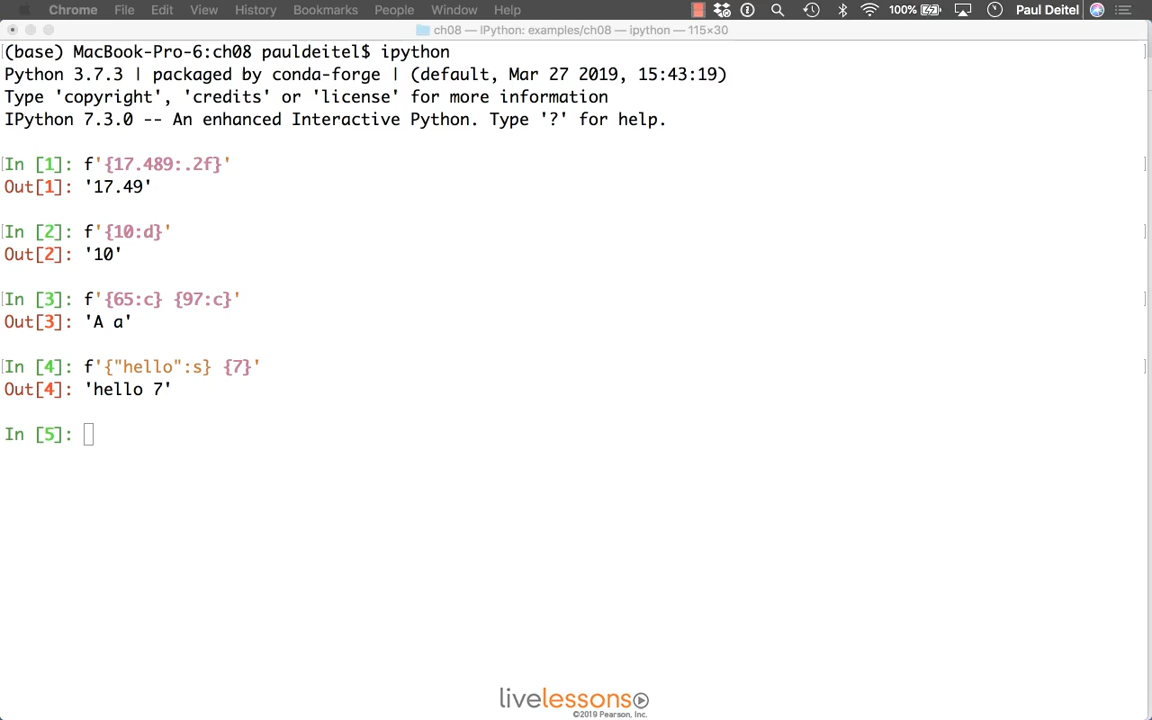 Chrome File Edit View History Bookmarks People Window Help 100% Paul Deitel
ch08 — IPython: examples/ch08 — ipython — 115×30
(base) MacBook-Pro-6:ch08 pauldeitel$ ipython
Python 3.7.3 | packaged by conda-forge | (default, Mar 27 2019, 15:43:19)
Type 'copyright', 'credits' or 'license' for more information
IPython 7.3.0 -- An enhanced Interactive Python. Type '?' for help.
In [1]: f'{17.489:.2f}'
Out[1]: '17.49'
In [2]: f'{10:d}'
Out[2]: '10'
In [3]: f'{65:c} {97:c}'
Out[3]: 'A a'
In [4]: f'{"hello":s} {7}'
Out[4]: 'hello 7'
In [5]:
livelessons
©2019 Pearson, Inc.